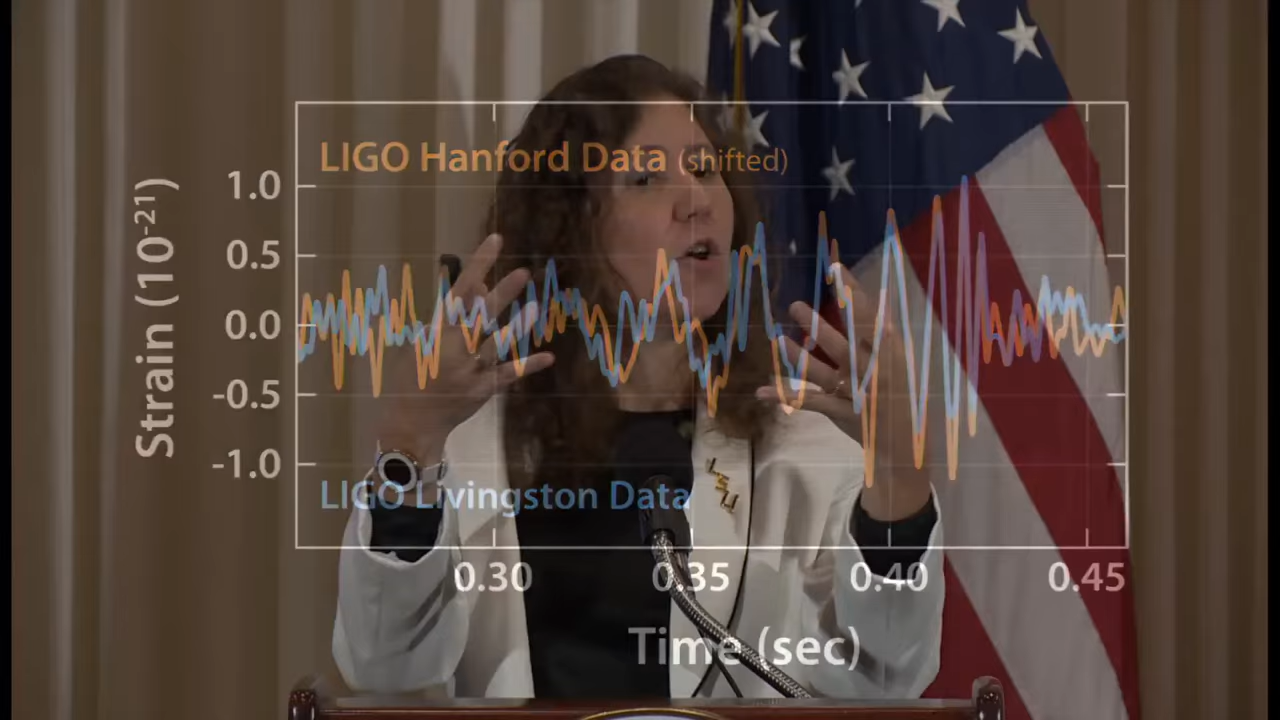 LIGO Hanford Data (shifted)
Strain (10⁻²¹)
1.0
0.5
0.0
-0.5
-1.0
LIGO Livingston Data
0.30 0.35 0.40 0.45
Time (sec)